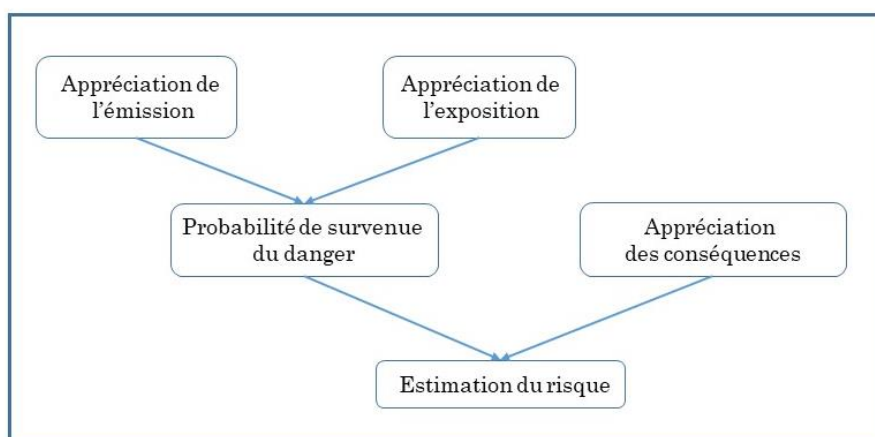 Appréciation de
l'émission
Appréciation de
l'exposition
Probabilité de survenue
du danger
Appréciation
des conséquences
Estimation du risque